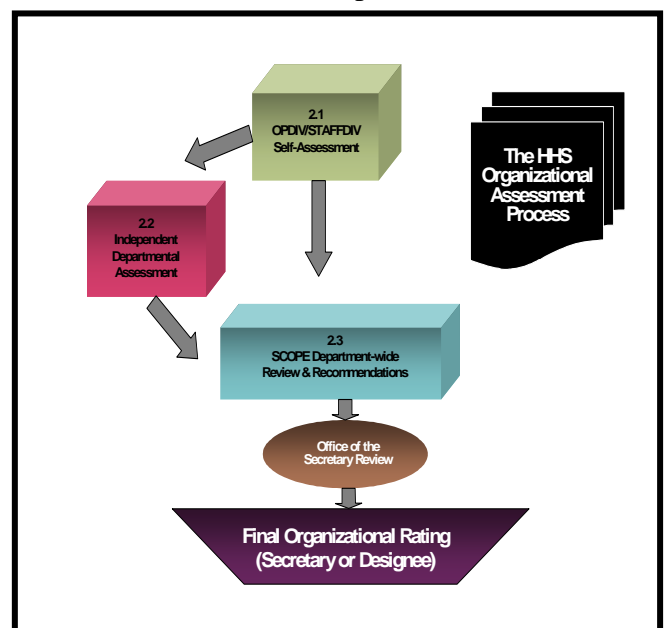 2.1
OPDIV/STAFFDIV
Self-Assessment
The HHS
Organizational
Assessment
Process
2.2
Independent
Departmental
Assessment
2.3
SCOPE Department-wide
Review & Recommendations
Office of the
Secretary Review
Final Organizational Rating
(Secretary or Designee)